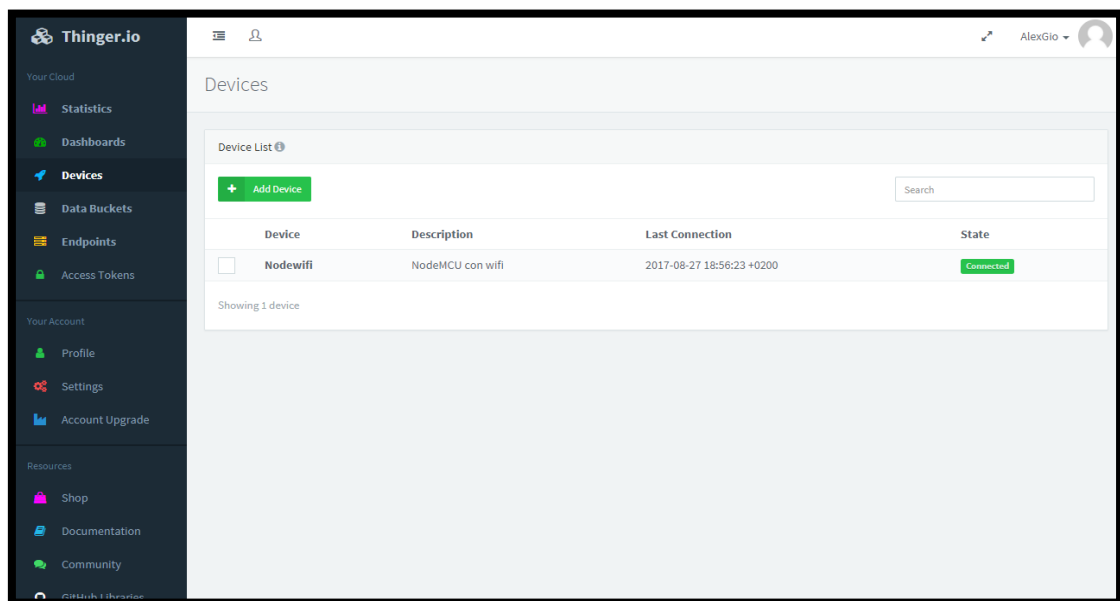 Thinger.io
AlexGio
Your Cloud
Statistics
Dashboards
Devices
Data Buckets
Endpoints
Access Tokens
Your Account
Profile
Settings
Account Upgrade
Resources
Shop
Documentation
Community
GitHub Libraries
Devices
Device List
+ Add Device
Search
Device Description Last Connection State
Nodewifi NodeMCU con wifi 2017-08-27 18:56:23 +0200 Connected
Showing 1 device